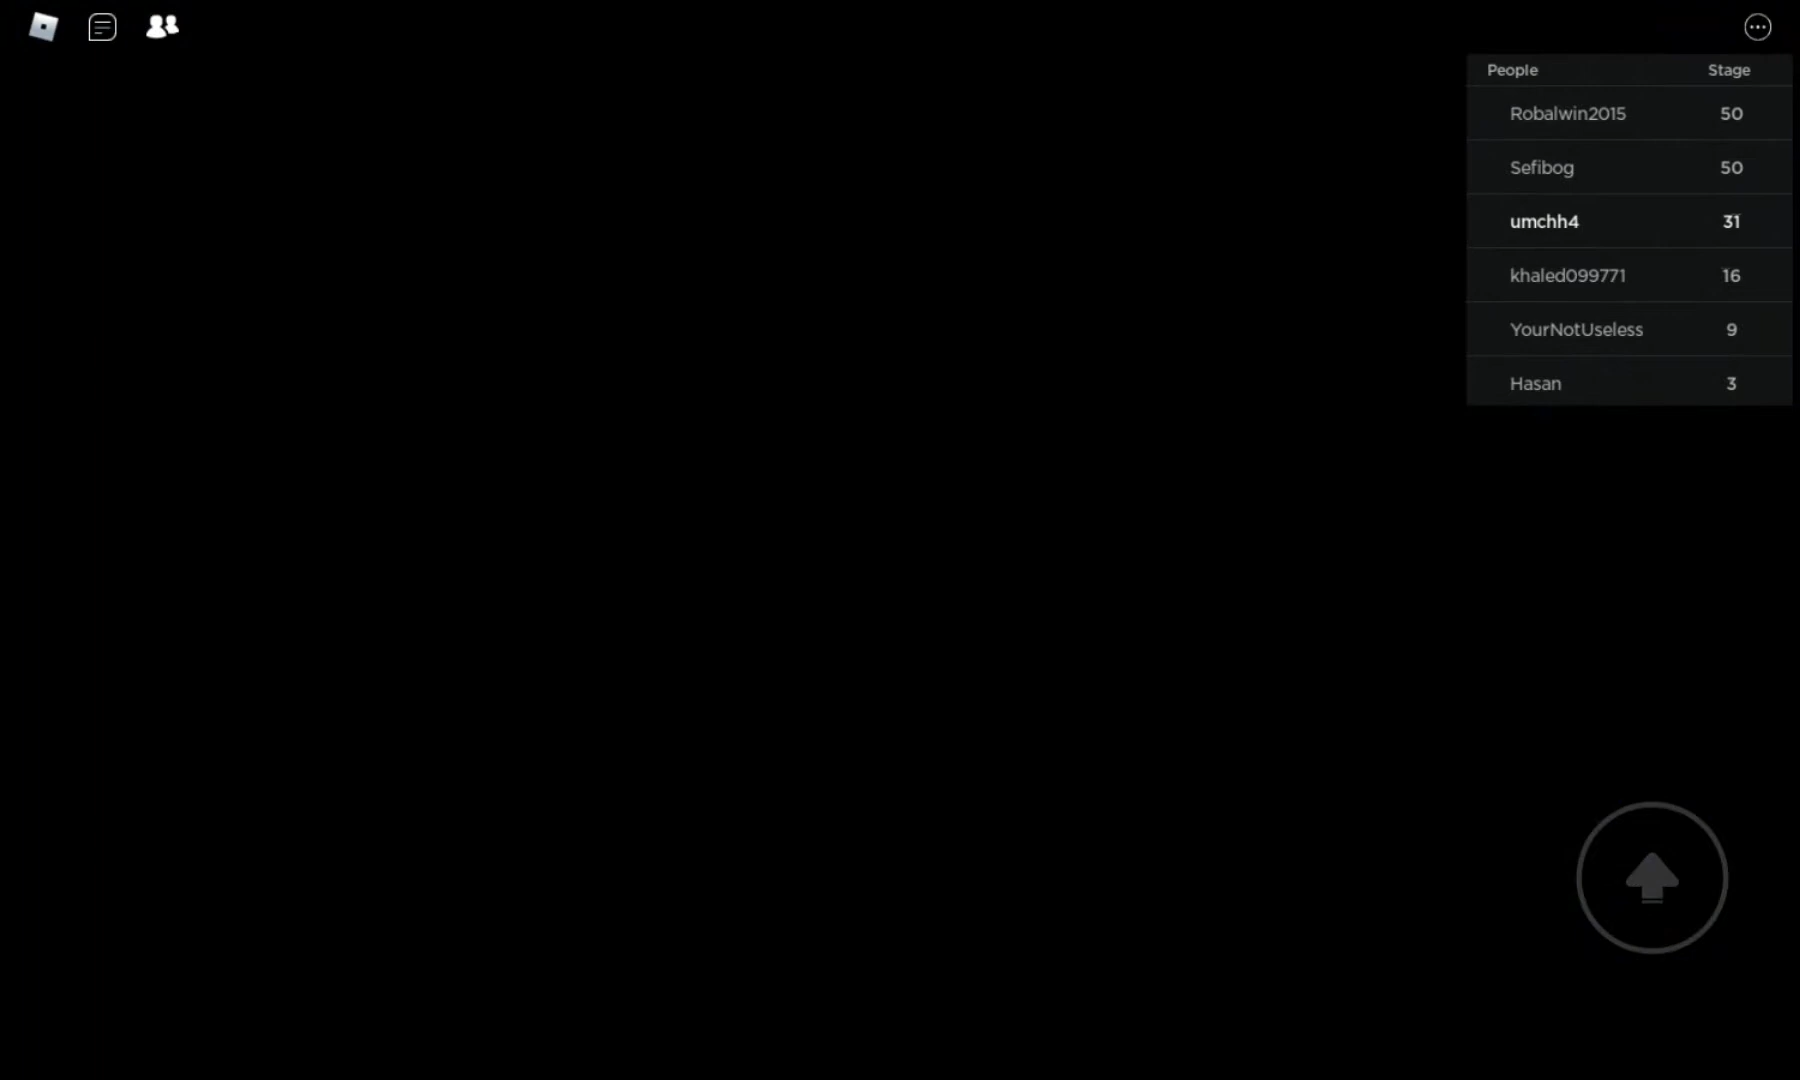 People Stage
Robalwin2015 50
Sefibog 50
umchh4 31
khaled099771 16
YourNotUseless 9
Hasan 3